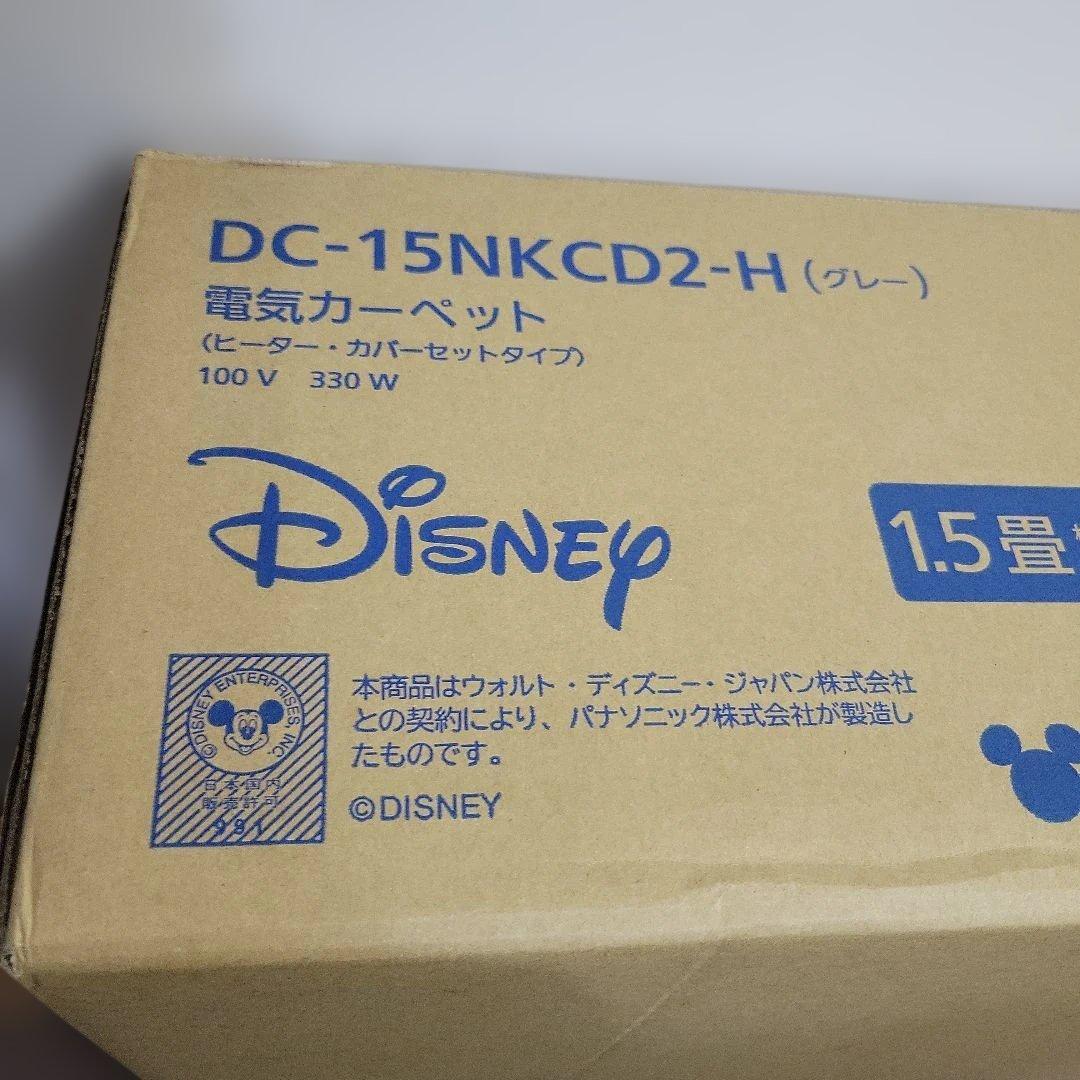 DC-15NKCD2-H（グレー）
電気カーペット
（ヒーター・カバーセットタイプ）
100 V 330 W
DISNEY
1.5畳
©DISNEY ENTERPRISES INC.
日本国内
販売許可
991
本商品はウォルト・ディズニー・ジャパン株式会社
との契約により、パナソニック株式会社が製造し
たものです。
©DISNEY